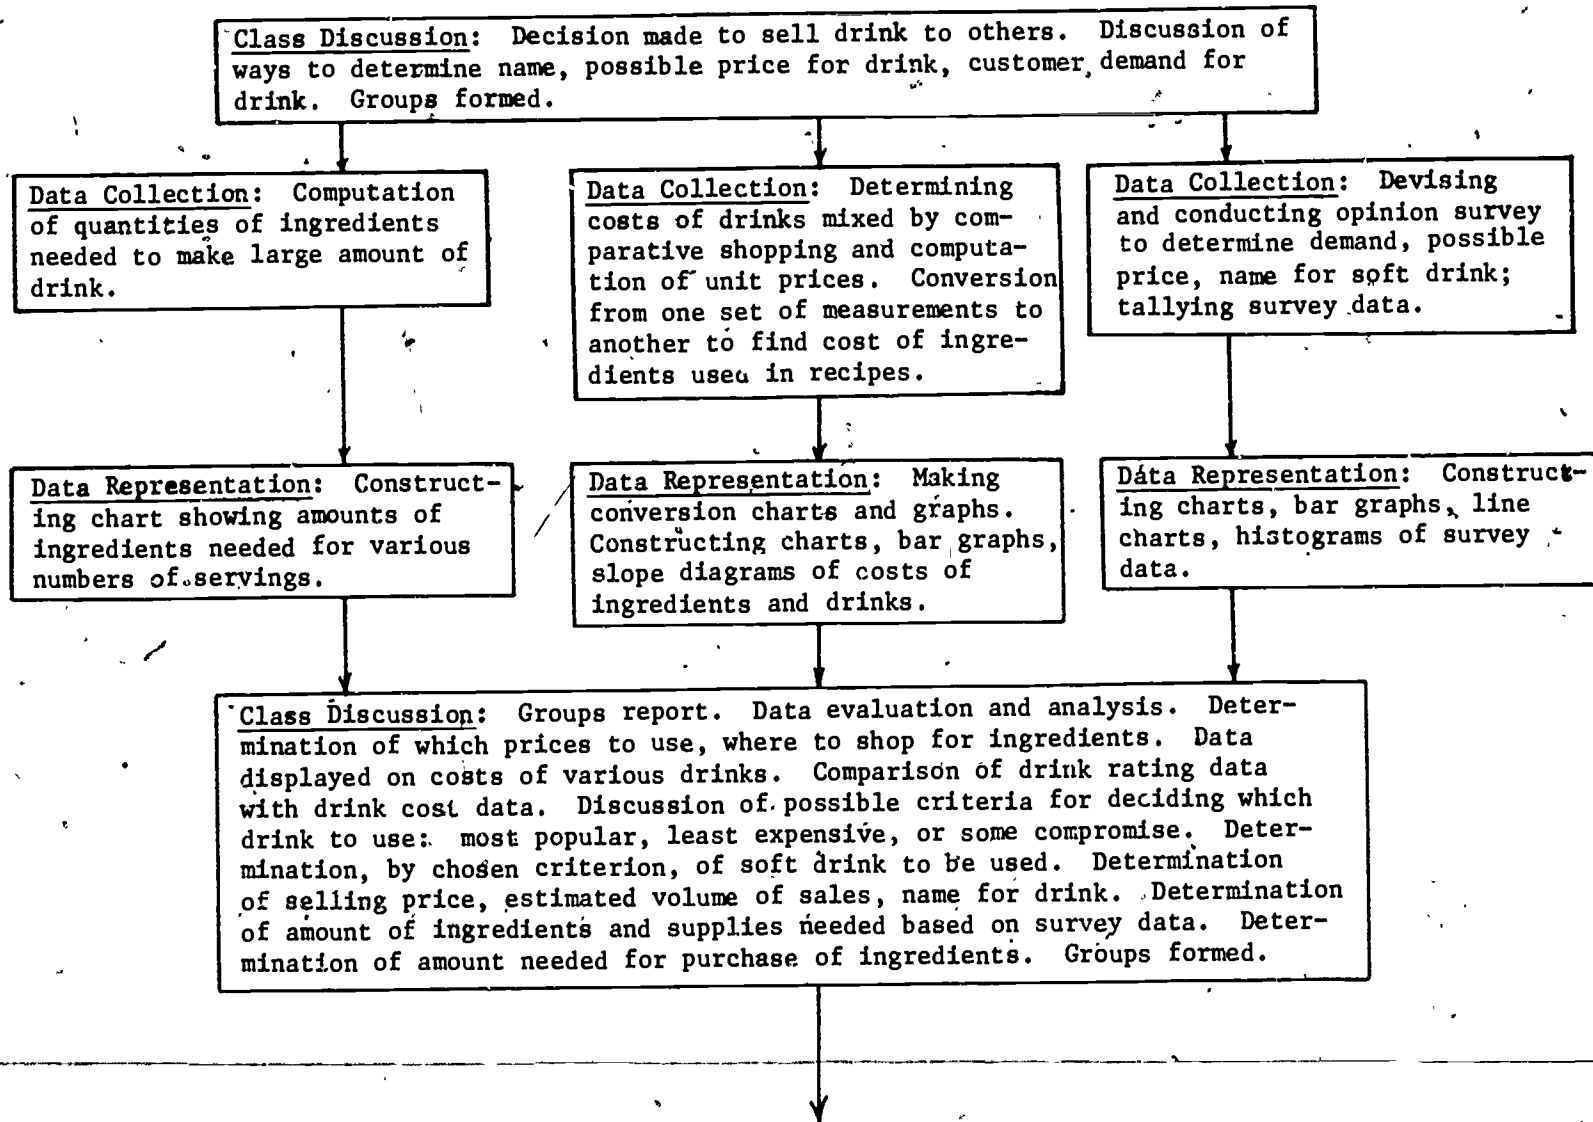 Class Discussion: Decision made to sell drink to others. Discussion of
ways to determine name, possible price for drink, customer demand for
drink. Groups formed.
Data Collection: Computation
of quantities of ingredients
needed to make large amount of
drink.
Data Collection: Determining
costs of drinks mixed by com-
parative shopping and computa-
tion of unit prices. Conversion
from one set of measurements to
another to find cost of ingre-
dients used in recipes.
Data Collection: Devising
and conducting opinion survey
to determine demand, possible
price, name for soft drink;
tallying survey data.
Data Representation: Construct-
ing chart showing amounts of
ingredients needed for various
numbers of servings.
Data Representation: Making
conversion charts and graphs.
Constructing charts, bar graphs,
slope diagrams of costs of
ingredients and drinks.
Data Representation: Construct-
ing charts, bar graphs, line
charts, histograms of survey
data.
Class Discussion: Groups report. Data evaluation and analysis. Deter-
mination of which prices to use, where to shop for ingredients. Data
displayed on costs of various drinks. Comparison of drink rating data
with drink cost data. Discussion of possible criteria for deciding which
drink to use: most popular, least expensive, or some compromise. Deter-
mination, by chosen criterion, of soft drink to be used. Determination
of selling price, estimated volume of sales, name for drink. Determination
of amount of ingredients and supplies needed based on survey data. Deter-
mination of amount needed for purchase of ingredients. Groups formed.